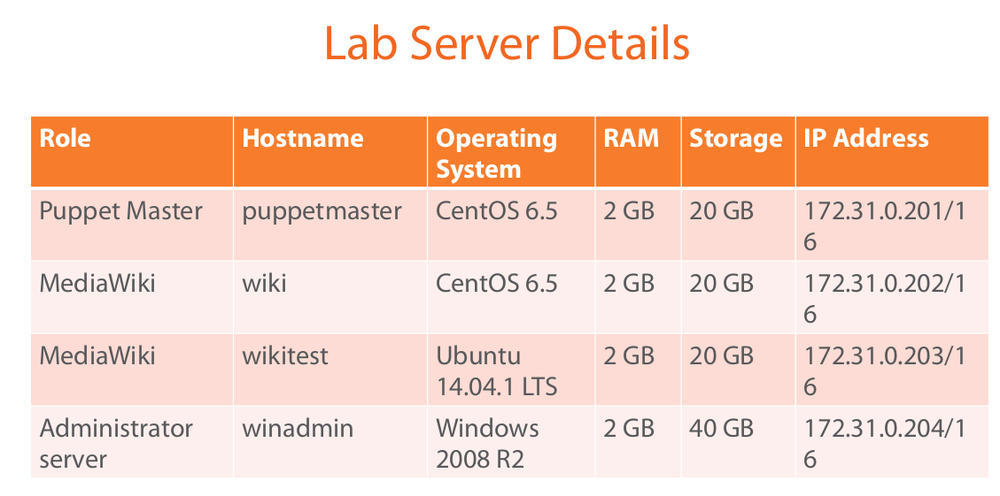 Lab Server Details
Role Hostname Operating System RAM Storage IP Address
Puppet Master puppetmaster CentOS 6.5 2 GB 20 GB 172.31.0.201/16
MediaWiki wiki CentOS 6.5 2 GB 20 GB 172.31.0.202/16
MediaWiki wikitest Ubuntu 14.04.1 LTS 2 GB 20 GB 172.31.0.203/16
Administrator server winadmin Windows 2008 R2 2 GB 40 GB 172.31.0.204/16